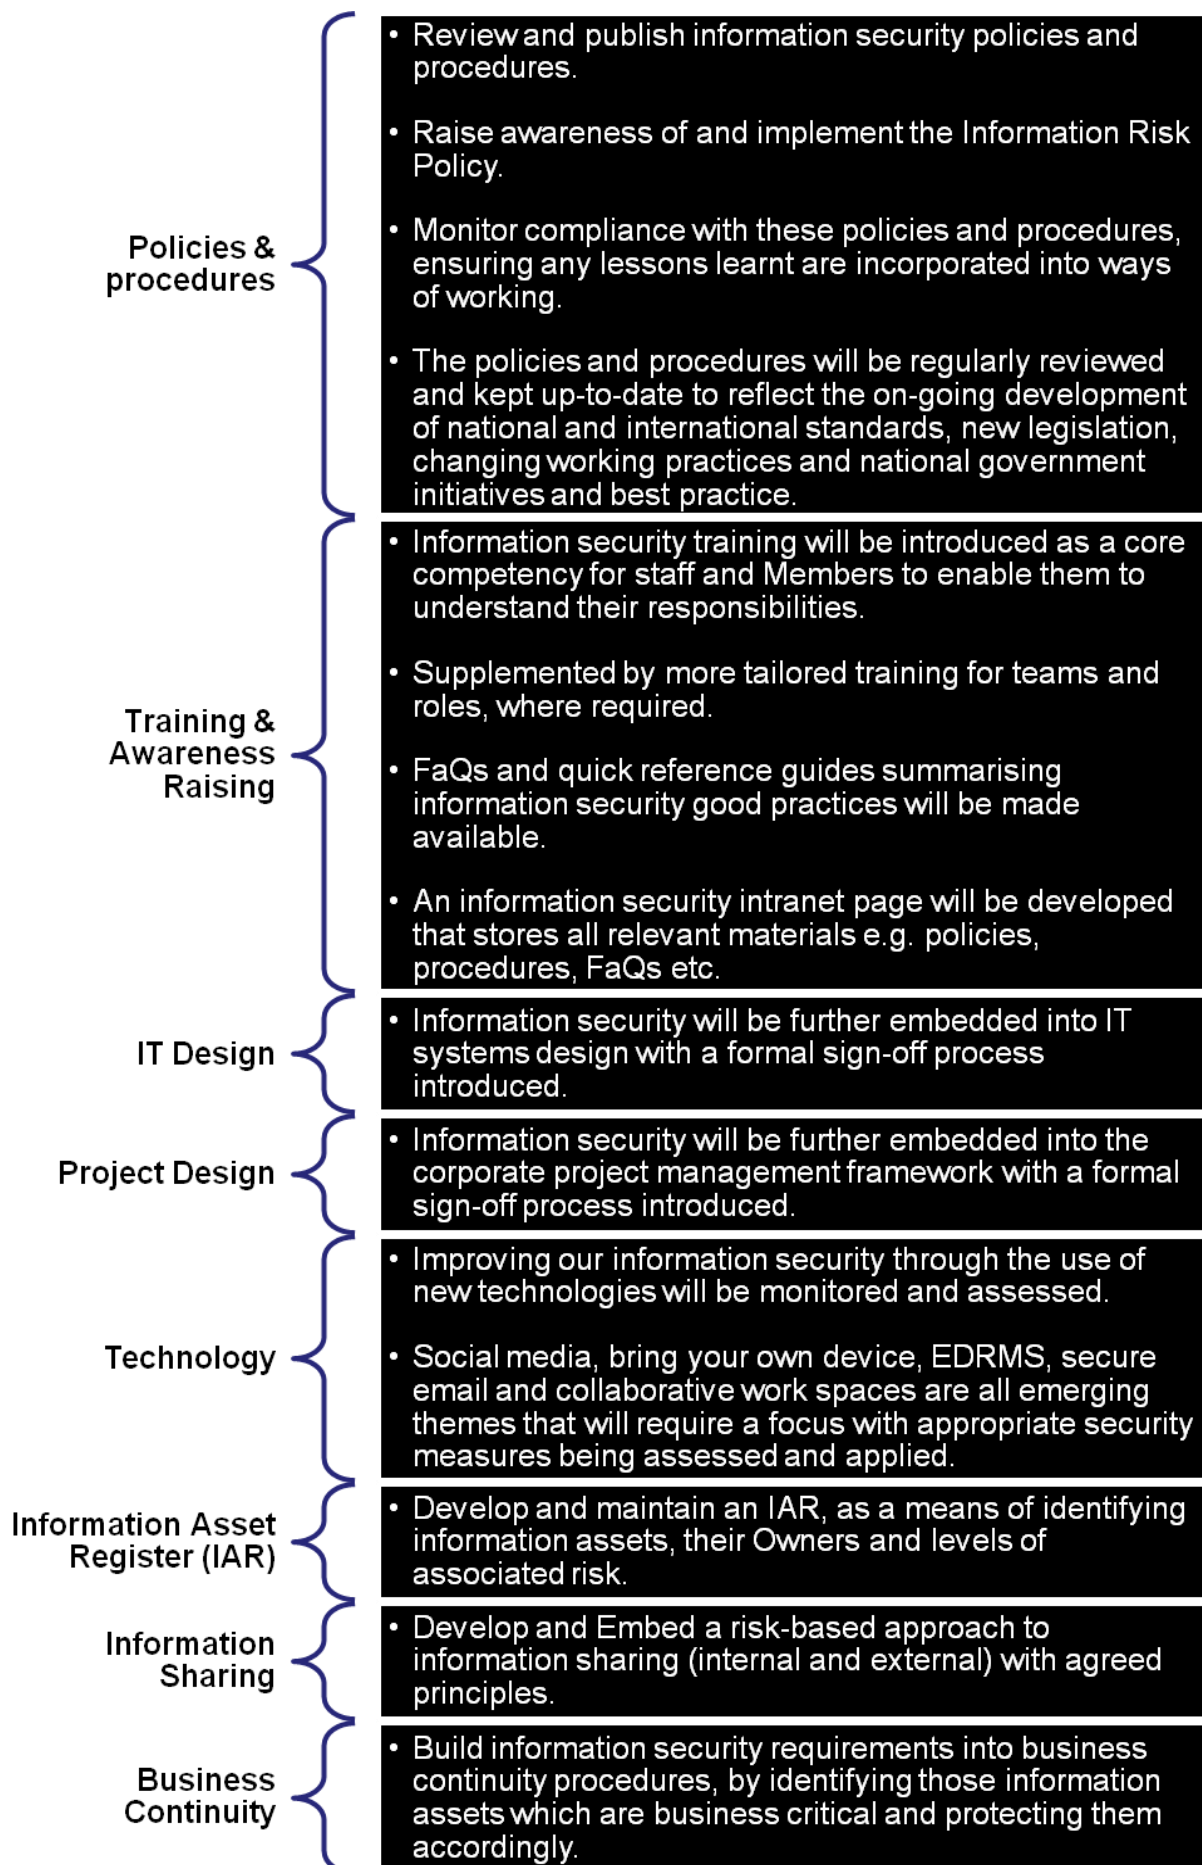 Policies &
procedures
• Review and publish information security policies and
procedures.
• Raise awareness of and implement the Information Risk
Policy.
• Monitor compliance with these policies and procedures,
ensuring any lessons learnt are incorporated into ways
of working.
• The policies and procedures will be regularly reviewed
and kept up-to-date to reflect the on-going development
of national and international standards, new legislation,
changing working practices and national government
initiatives and best practice.
Training &
Awareness
Raising
• Information security training will be introduced as a core
competency for staff and Members to enable them to
understand their responsibilities.
• Supplemented by more tailored training for teams and
roles, where required.
• FaQs and quick reference guides summarising
information security good practices will be made
available.
• An information security intranet page will be developed
that stores all relevant materials e.g. policies,
procedures, FaQs etc.
IT Design
• Information security will be further embedded into IT
systems design with a formal sign-off process
introduced.
Project Design
• Information security will be further embedded into the
corporate project management framework with a formal
sign-off process introduced.
Technology
• Improving our information security through the use of
new technologies will be monitored and assessed.
• Social media, bring your own device, EDRMS, secure
email and collaborative work spaces are all emerging
themes that will require a focus with appropriate security
measures being assessed and applied.
Information Asset
Register (IAR)
• Develop and maintain an IAR, as a means of identifying
information assets, their Owners and levels of
associated risk.
Information
Sharing
• Develop and Embed a risk-based approach to
information sharing (internal and external) with agreed
principles.
Business
Continuity
• Build information security requirements into business
continuity procedures, by identifying those information
assets which are business critical and protecting them
accordingly.